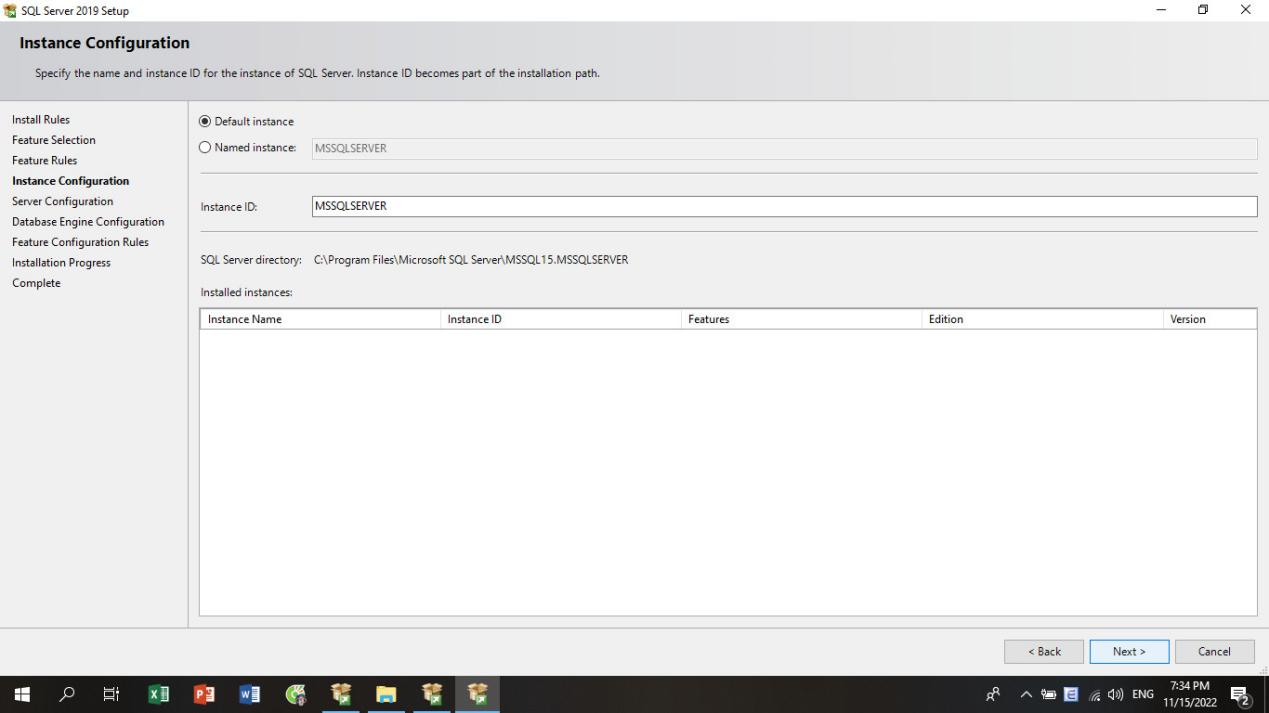 SQL Server 2019 Setup
Instance Configuration
Specify the name and instance ID for the instance of SQL Server. Instance ID becomes part of the installation path.
Install Rules
Feature Selection
Feature Rules
Instance Configuration
Server Configuration
Database Engine Configuration
Feature Configuration Rules
Installation Progress
Complete
Default instance
Named instance: MSSQLSERVER
Instance ID: MSSQLSERVER
SQL Server directory: C:\Program Files\Microsoft SQL Server\MSSQL15.MSSQLSERVER
Installed instances:
Instance Name Instance ID Features Edition Version
< Back Next > Cancel
ENG
7:34 PM
11/15/2022
2